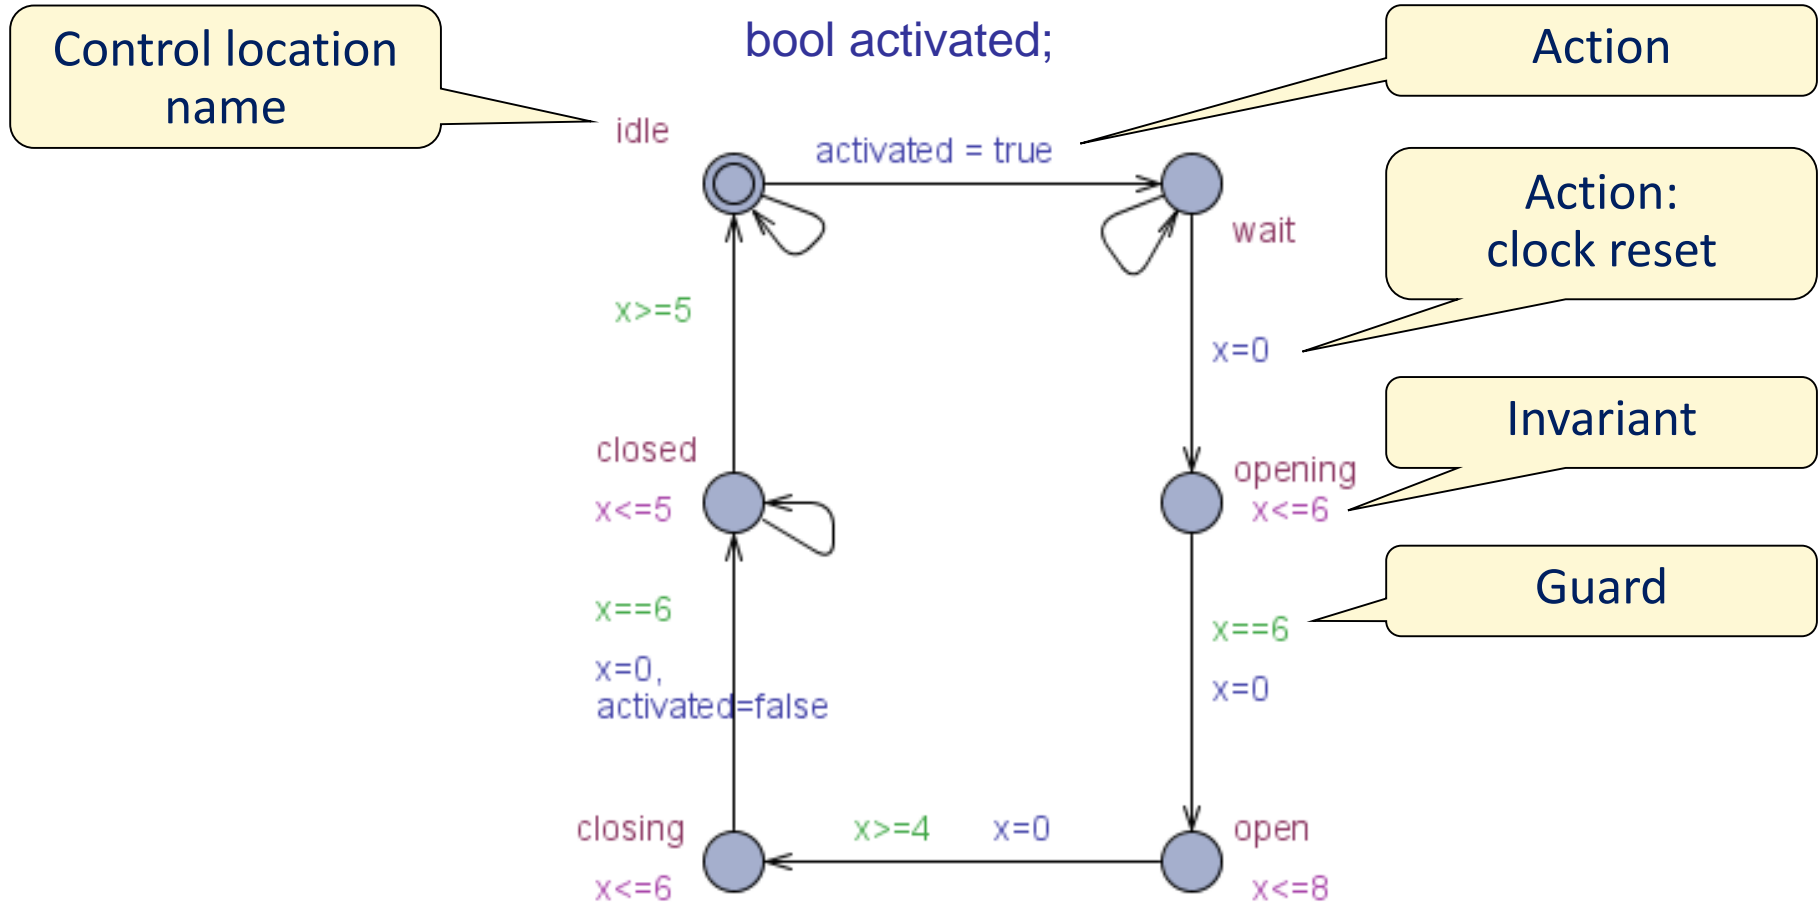 Control location
name
bool activated;
Action
idle
activated = true
Action:
clock reset
wait
x>=5
x=0
Invariant
closed
x<=5
opening
x<=6
Guard
x==6
x=0,
activated=false
x==6
x=0
closing
x<=6
x>=4
x=0
open
x<=8